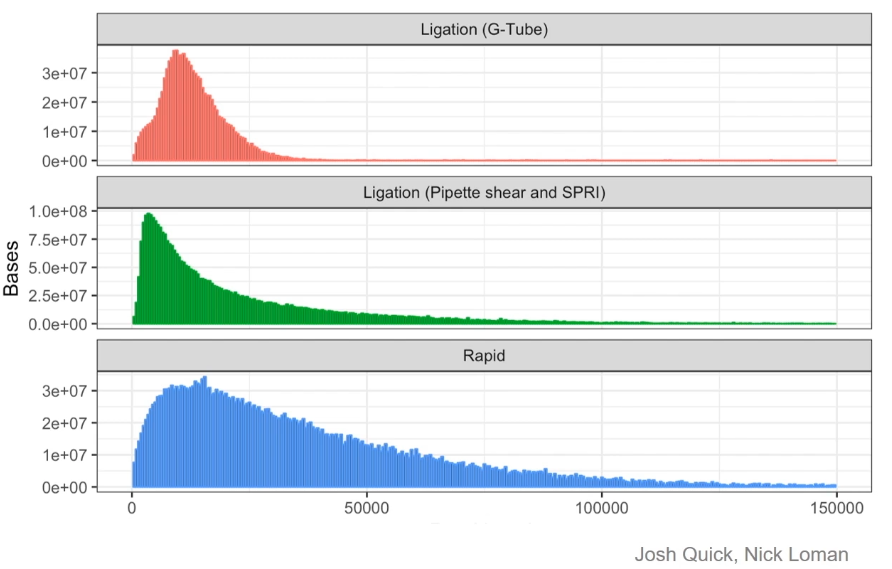 Ligation (G-Tube)
3e+07
2e+07
1e+07
0e+00
Ligation (Pipette shear and SPRI)
1.0e+08
7.5e+07
5.0e+07
2.5e+07
0.0e+00
Bases
Rapid
3e+07
2e+07
1e+07
0e+00
0 50000 100000 150000
Josh Quick, Nick Loman